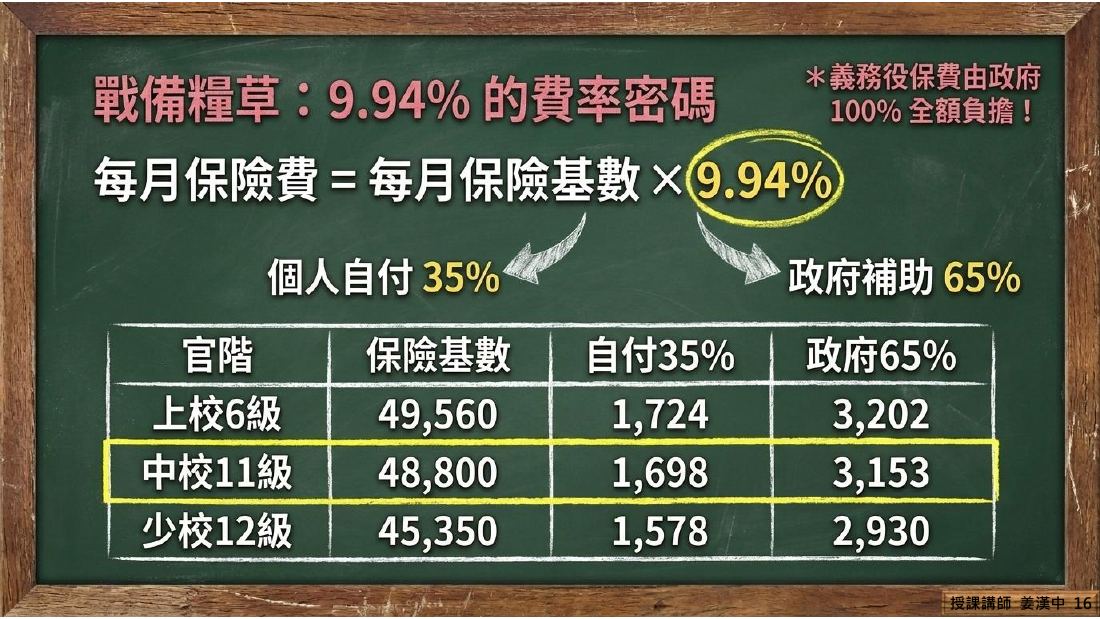 戰備糧草：9.94% 的費率密碼
＊義務役保費由政府
100% 全額負擔！
每月保險費 = 每月保險基數 × 9.94%
個人自付 35%
政府補助 65%
官階 保險基數 自付35% 政府65%
上校6級 49,560 1,724 3,202
中校11級 48,800 1,698 3,153
少校12級 45,350 1,578 2,930
授課講師 姜漢中 16